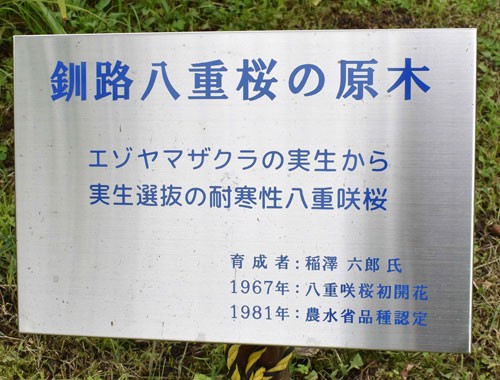 釧路八重桜の原木
エゾヤマザクラの実生から
実生選抜の耐寒性八重咲桜
育成者：稲澤 六郎 氏
1967年：八重咲桜初開花
1981年：農水省品種認定